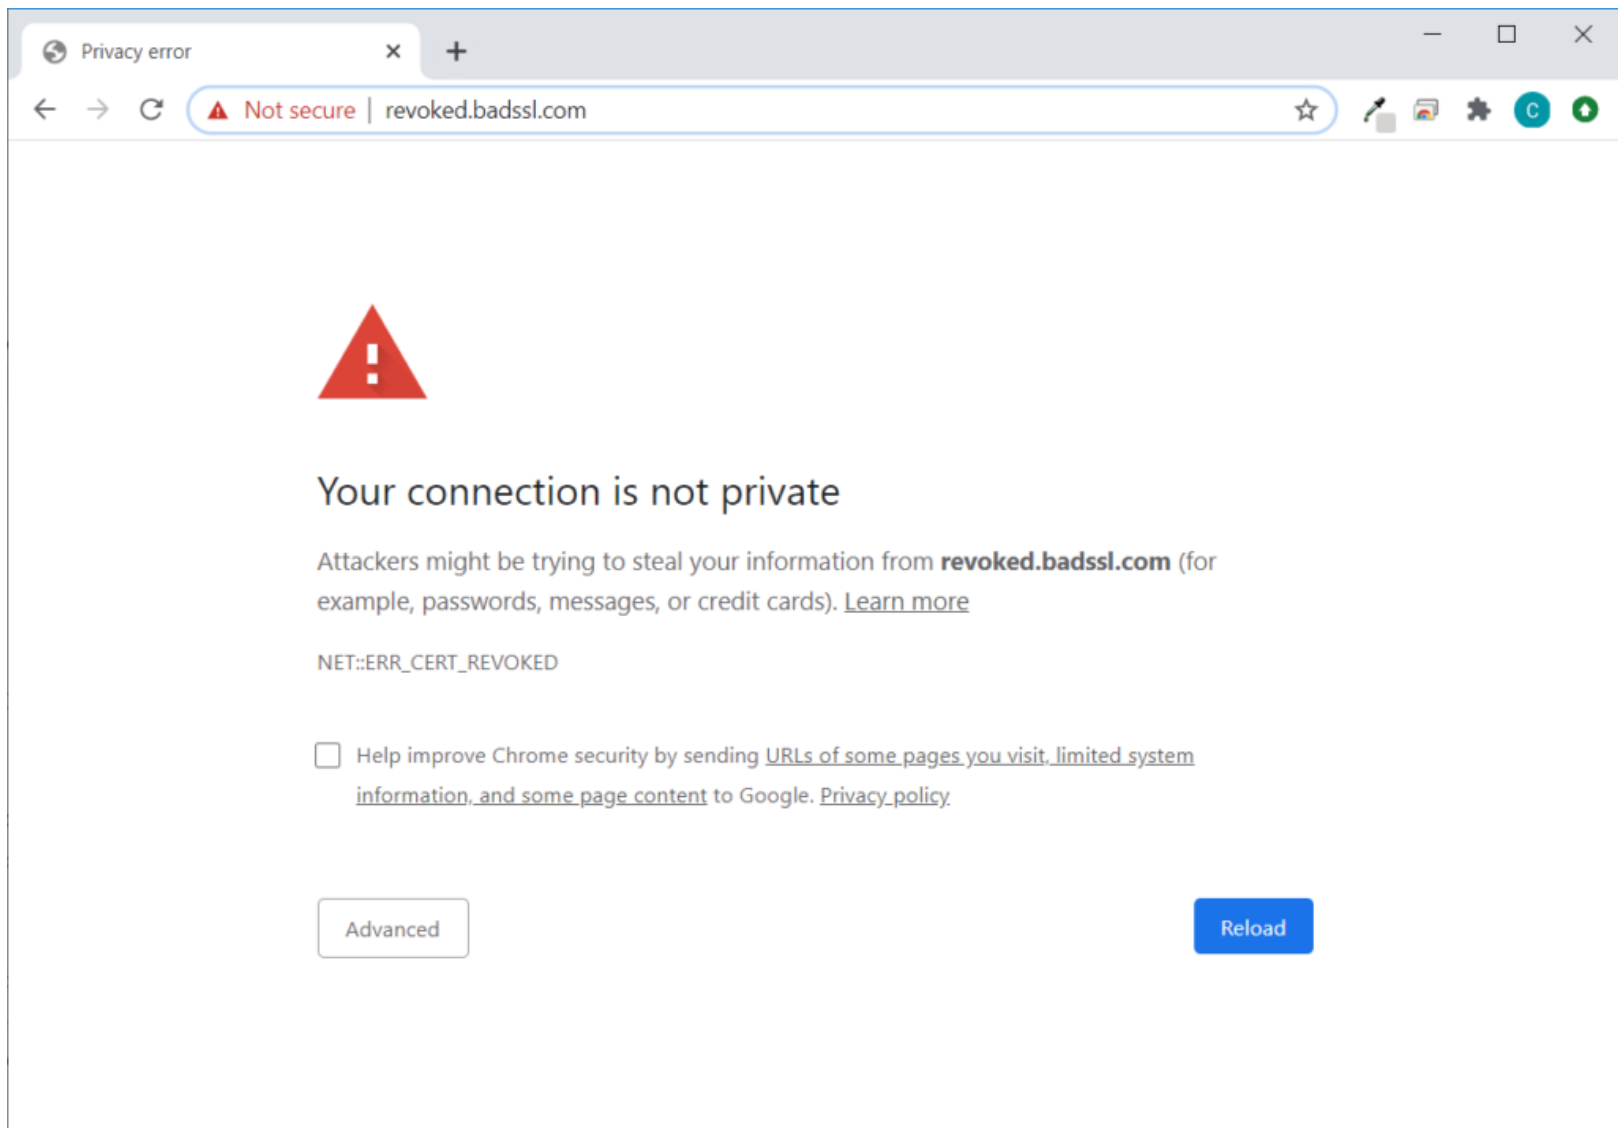 Privacy error
Not secure | revoked.badssl.com
C
Your connection is not private
Attackers might be trying to steal your information from revoked.badssl.com (for
example, passwords, messages, or credit cards). Learn more
NET::ERR_CERT_REVOKED
Help improve Chrome security by sending URLs of some pages you visit, limited system
information, and some page content to Google. Privacy policy
Advanced
Reload